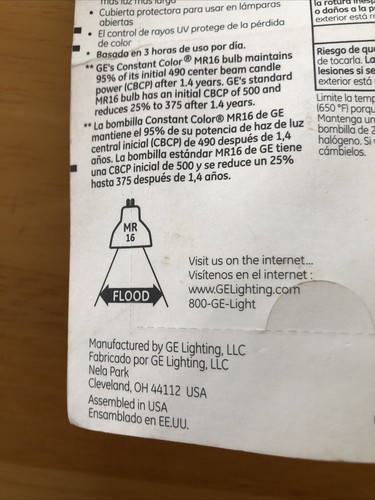 • Cubierta protectora para usar en lámparas
abiertas
• El control de rayos UV protege de la pérdida
de color
• Basada en 3 horas de uso por día.
** GE's Constant Color® MR16 bulb maintains
95% of its initial 490 center beam candle
power (CBCP) after 1.4 years. GE's standard
MR16 bulb has an initial CBCP of 500 and
reduces 25% to 375 after 1.4 years.
** La bombilla Constant Color® MR16 de GE
mantiene el 95% de su potencia de haz de luz
central inicial (CBCP) de 490 después de 1,4
años. La bombilla estándar MR16 de GE tiene
una CBCP inicial de 500 y se reduce un 25%
hasta 375 después de 1,4 años.
MR
16
FLOOD
Visit us on the internet...
Visítenos en el internet :
www.GELighting.com
800-GE-Light
Manufactured by GE Lighting, LLC
Fabricado por GE Lighting, LLC
Nela Park
Cleveland, OH 44112 USA
Assembled in USA
Ensamblado en EE.UU.
la rotura
o daños a la
exterior está
Riesgo de
de tocarla.
lesiones si se
exterior está
Limite la
(650 °F)
Mantenga
bombilla de
halógeno. Si
cámbielos.